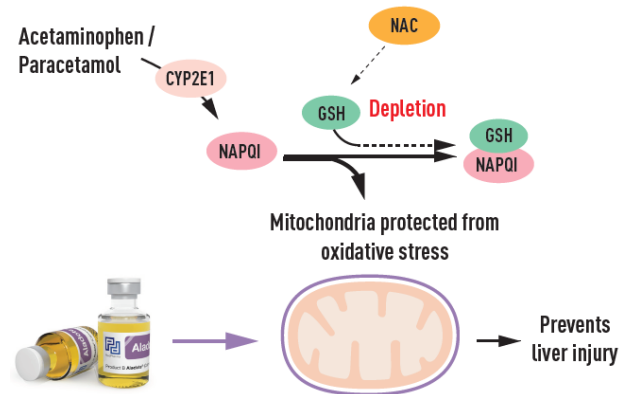 Acetaminophen /
Paracetamol
CYP2E1
NAPQI
NAC
GSH
Depletion
GSH
NAPQI
Mitochondria protected from
oxidative stress
Prevents
liver injury